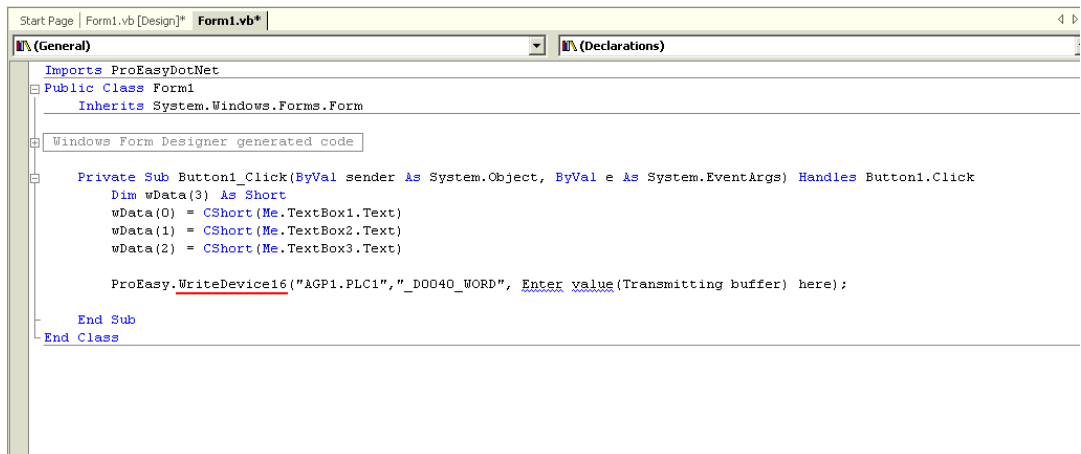 Start Page Form1.vb [Design]* Form1.vb*
(General) (Declarations)
Imports ProEasyDotNet
Public Class Form1
Inherits System.Windows.Forms.Form
Windows Form Designer generated code
Private Sub Button1_Click(ByVal sender As System.Object, ByVal e As System.EventArgs) Handles Button1.Click
Dim wData(3) As Short
wData(0) = CShort(Me.TextBox1.Text)
wData(1) = CShort(Me.TextBox2.Text)
wData(2) = CShort(Me.TextBox3.Text)
ProEasy.WriteDevice16("AGP1.PLC1","_D0040_WORD", Enter value(Transmitting buffer) here);
End Sub
End Class